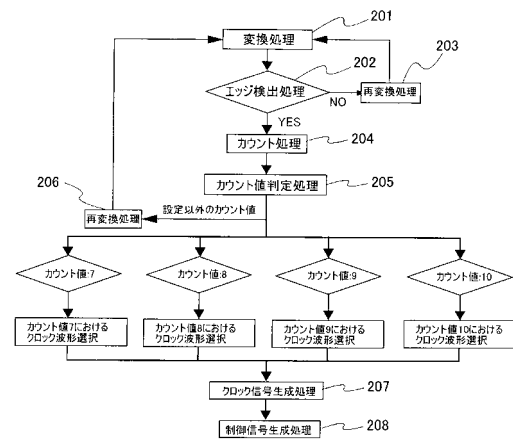 201
変換処理
202
203
エッジ検出処理
NO
再変換処理
YES
204
カウント処理
206
カウント値判定処理
205
再変換処理
設定以外のカウント値
カウント値:7
カウント値:8
カウント値:9
カウント値:10
カウント値7における
クロック波形選択
カウント値8における
クロック波形選択
カウント値9における
クロック波形選択
カウント値10における
クロック波形選択
クロック信号生成処理
207
制御信号生成処理
208